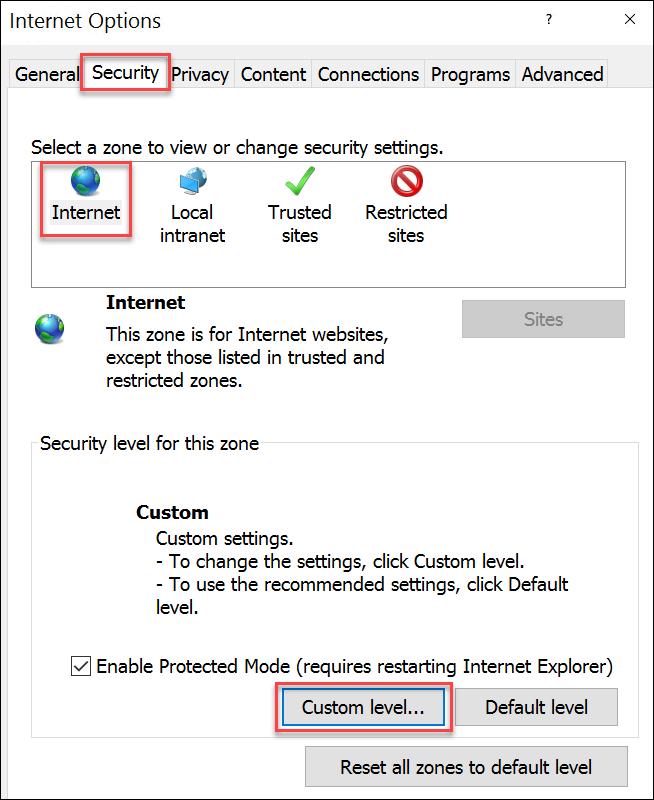 Internet Options ? ×
General Security Privacy Content Connections Programs Advanced
Select a zone to view or change security settings.
Internet
Local
intranet
Trusted
sites
Restricted
sites
Internet
Sites
This zone is for Internet websites,
except those listed in trusted and
restricted zones.
Security level for this zone
Custom
Custom settings.
- To change the settings, click Custom level.
- To use the recommended settings, click Default
level.
Enable Protected Mode (requires restarting Internet Explorer)
Custom level... Default level
Reset all zones to default level